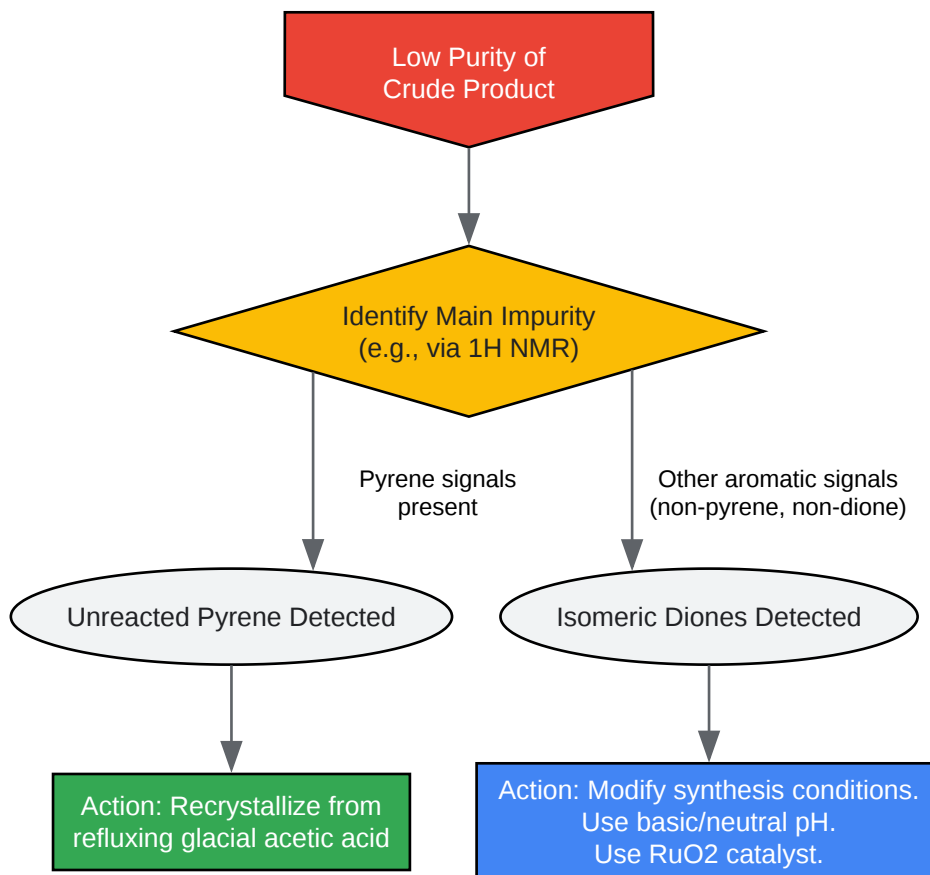 Low Purity of
Crude Product
Identify Main Impurity
(e.g., via 1H NMR)
Pyrene signals
present
Other aromatic signals
(non-pyrene, non-dione)
Unreacted Pyrene Detected
Isomeric Diones Detected
Action: Recrystallize from
refluxing glacial acetic acid
Action: Modify synthesis conditions.
Use basic/neutral pH.
Use RuO2 catalyst.